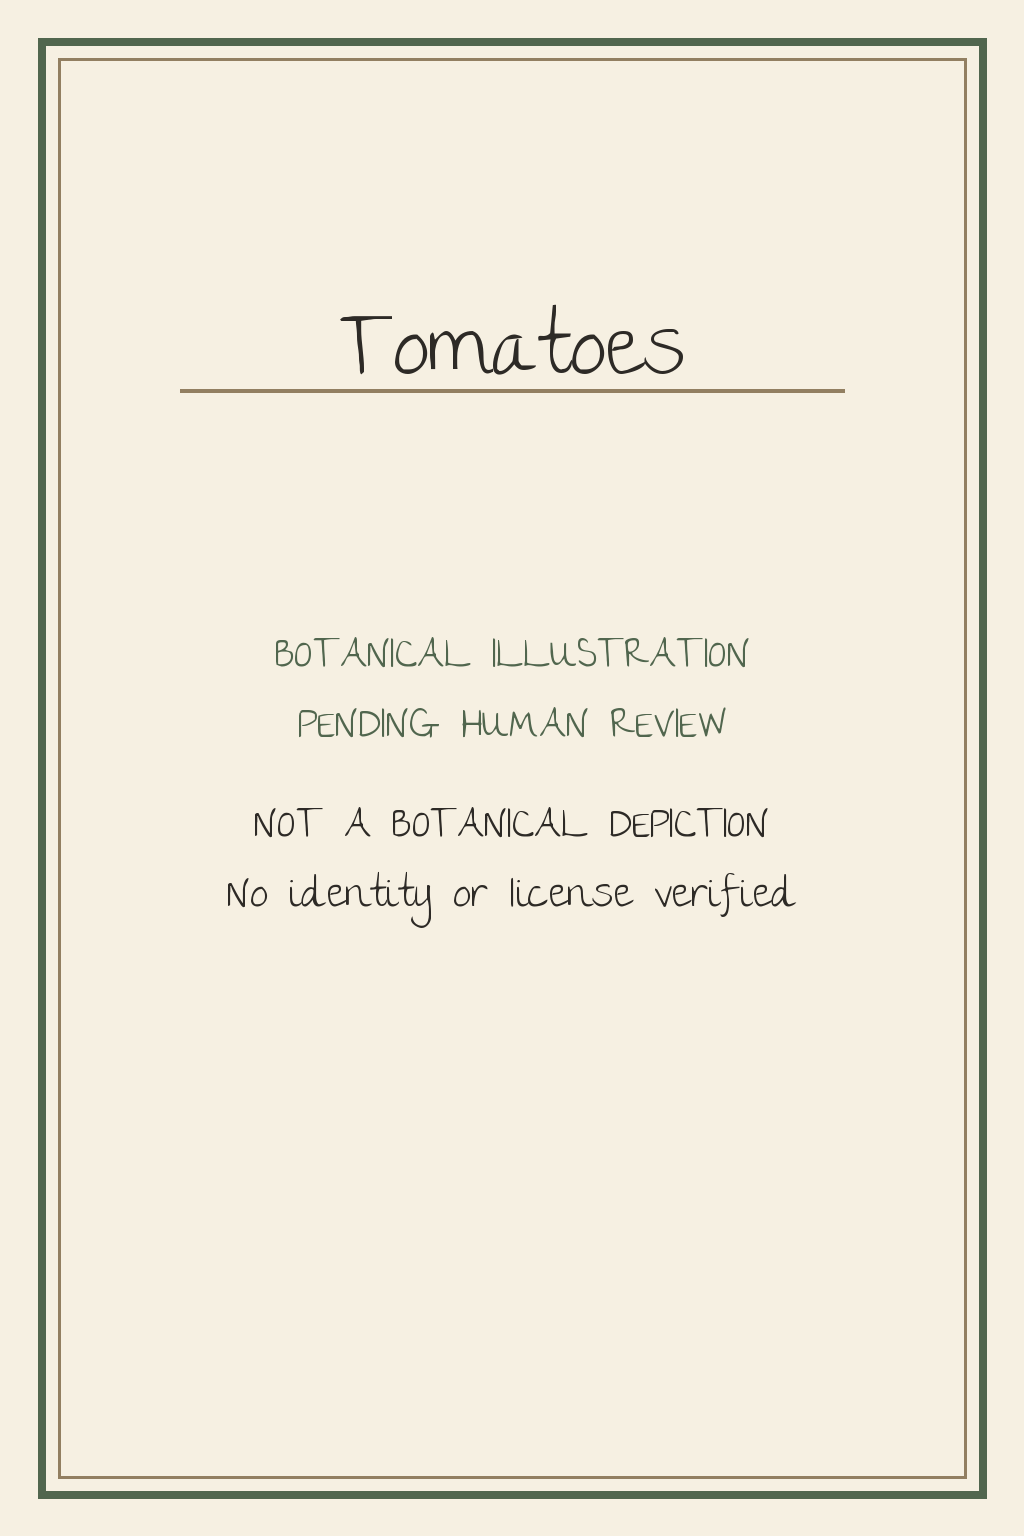 Tomatoes
BOTANICAL ILLUSTRATION
PENDING HUMAN REVIEW
NOT A BOTANICAL DEPICTION
No identity or license verified